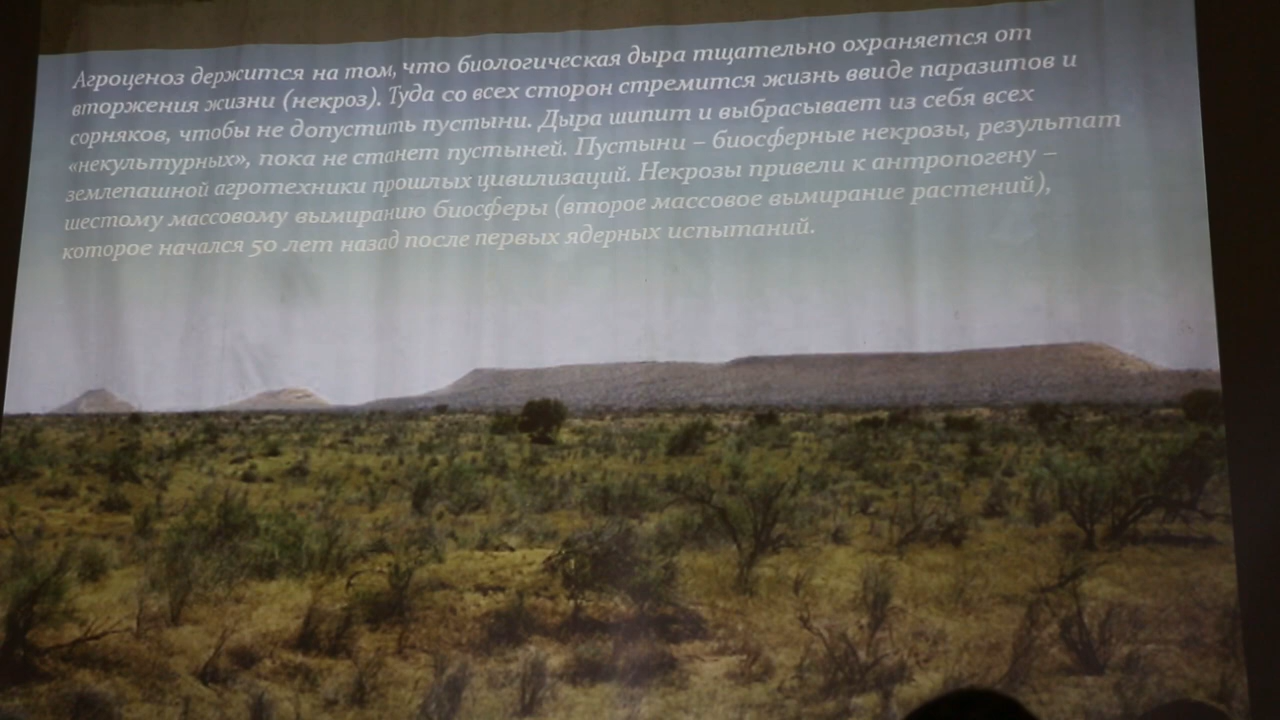 Агроценоз держится на том, что биологическая дыра тщательно охраняется от
вторжения жизни (некроз). Туда со всех сторон стремится жизнь ввиде паразитов и
сорняков, чтобы не допустить пустыни. Дыра шипит и выбрасывает из себя всех
«некультурных», пока не станет пустыней. Пустыни – биосферные некрозы, результат
землепашной агротехники прошлых цивилизаций. Некрозы привели к антропогену –
шестому массовому вымиранию биосферы (второе массовое вымирание растений),
которое начался 50 лет назад после первых ядерных испытаний.